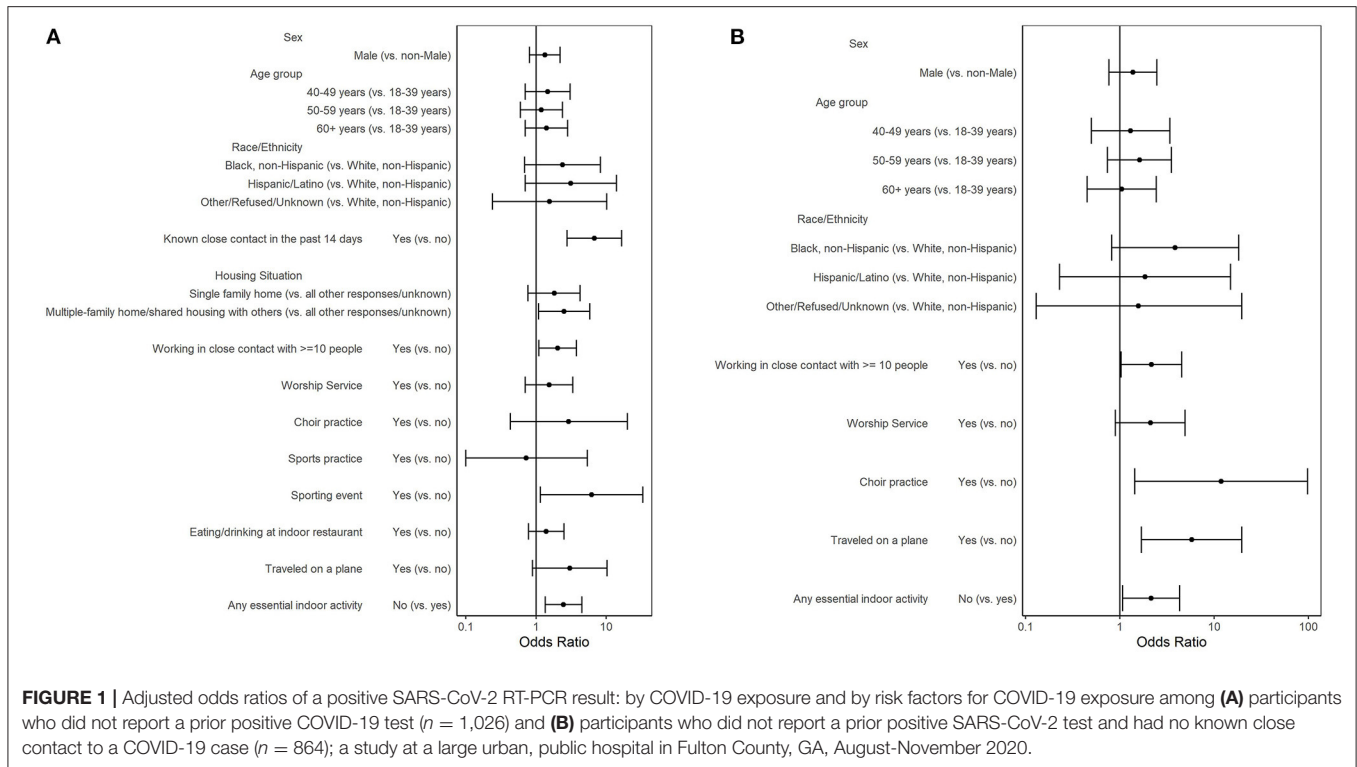 A
Sex
Male (vs. non-Male)
Age group
40-49 years (vs. 18-39 years)
50-59 years (vs. 18-39 years)
60+ years (vs. 18-39 years)
Race/Ethnicity
Black, non-Hispanic (vs. White, non-Hispanic)
Hispanic/Latino (vs. White, non-Hispanic)
Other/Refused/Unknown (vs. White, non-Hispanic)
Known close contact in the past 14 days Yes (vs. no)
Housing Situation
Single family home (vs. all other responses/unknown)
Multiple-family home/shared housing with others (vs. all other responses/unknown)
Working in close contact with >=10 people Yes (vs. no)
Worship Service Yes (vs. no)
Choir practice Yes (vs. no)
Sports practice Yes (vs. no)
Sporting event Yes (vs. no)
Eating/drinking at indoor restaurant Yes (vs. no)
Traveled on a plane Yes (vs. no)
Any essential indoor activity No (vs. yes)
0.1 1 10
Odds Ratio
B
Sex
Male (vs. non-Male)
Age group
40-49 years (vs. 18-39 years)
50-59 years (vs. 18-39 years)
60+ years (vs. 18-39 years)
Race/Ethnicity
Black, non-Hispanic (vs. White, non-Hispanic)
Hispanic/Latino (vs. White, non-Hispanic)
Other/Refused/Unknown (vs. White, non-Hispanic)
Working in close contact with >= 10 people Yes (vs. no)
Worship Service Yes (vs. no)
Choir practice Yes (vs. no)
Traveled on a plane Yes (vs. no)
Any essential indoor activity No (vs. yes)
0.1 1 10 100
Odds Ratio
FIGURE 1 | Adjusted odds ratios of a positive SARS-CoV-2 RT-PCR result: by COVID-19 exposure and by risk factors for COVID-19 exposure among (A) participants
who did not report a prior positive COVID-19 test (n = 1,026) and (B) participants who did not report a prior positive SARS-CoV-2 test and had no known close
contact to a COVID-19 case (n = 864); a study at a large urban, public hospital in Fulton County, GA, August-November 2020.